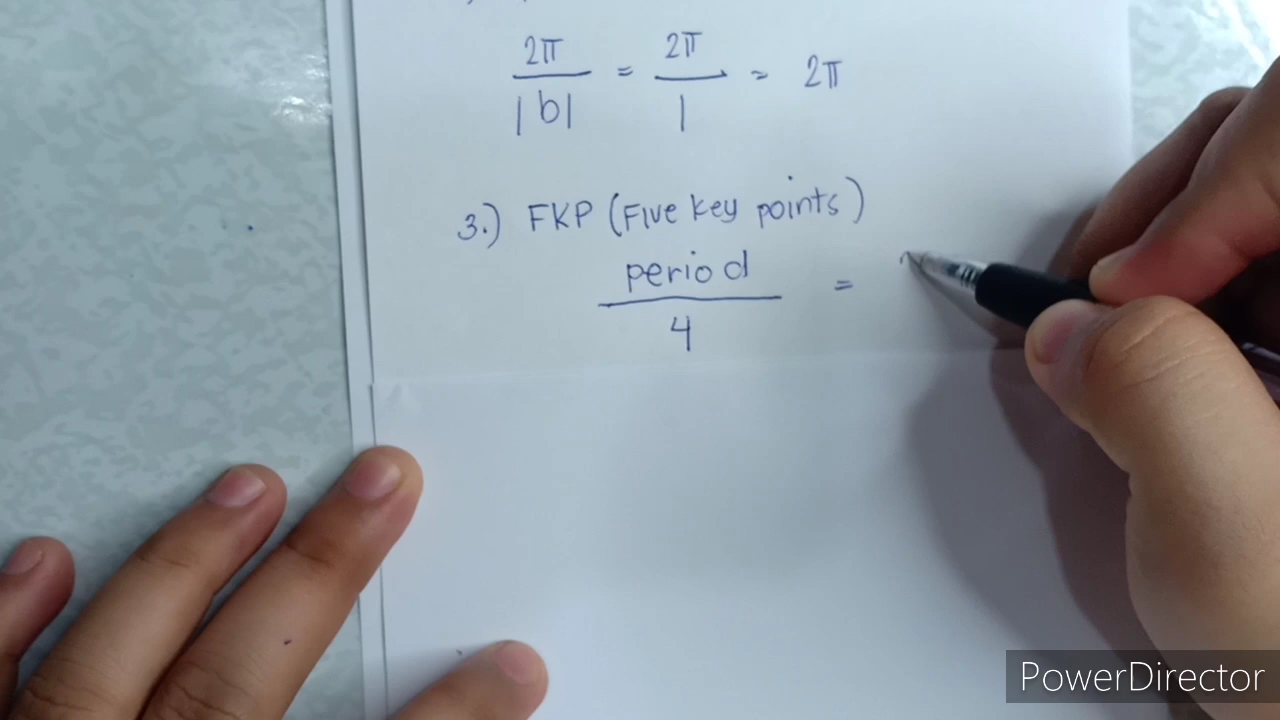 2π/|b| = 2π/1 = 2π
3.) FKP (Five key points)
period/4 =
PowerDirector